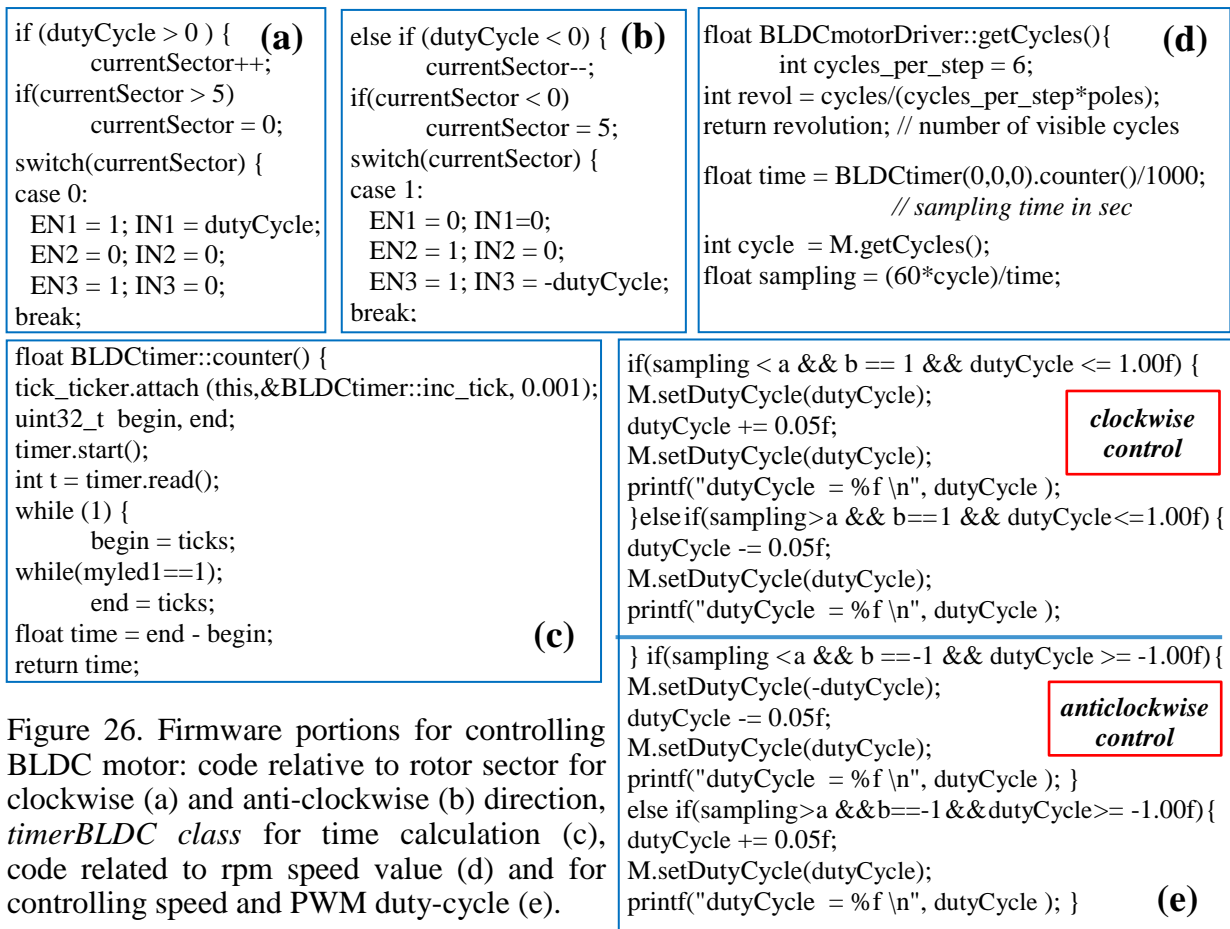 if (dutyCycle > 0 ) { (a)
currentSector++;
if(currentSector > 5)
currentSector = 0;
switch(currentSector) {
case 0:
EN1 = 1; IN1 = dutyCycle;
EN2 = 0; IN2 = 0;
EN3 = 1; IN3 = 0;
break;
else if (dutyCycle < 0) { (b)
currentSector--;
if(currentSector < 0)
currentSector = 5;
switch(currentSector) {
case 1:
EN1 = 0; IN1=0;
EN2 = 1; IN2 = 0;
EN3 = 1; IN3 = -dutyCycle;
break;
float BLDCmotorDriver::getCycles(){ (d)
int cycles_per_step = 6;
int revol = cycles/(cycles_per_step*poles);
return revolution; // number of visible cycles
float time = BLDCtimer(0,0,0).counter()/1000;
// sampling time in sec
int cycle = M.getCycles();
float sampling = (60*cycle)/time;
float BLDCtimer::counter() {
tick_ticker.attach (this,&BLDCtimer::inc_tick, 0.001);
uint32_t begin, end;
timer.start();
int t = timer.read();
while (1) {
begin = ticks;
while(myled1==1);
end = ticks;
float time = end - begin;
return time;
(c)
if(sampling < a && b == 1 && dutyCycle <= 1.00f) {
M.setDutyCycle(dutyCycle);
dutyCycle += 0.05f;
M.setDutyCycle(dutyCycle);
printf("dutyCycle = %f \n", dutyCycle );
}else if(sampling>a && b==1 && dutyCycle<=1.00f) {
dutyCycle -= 0.05f;
M.setDutyCycle(dutyCycle);
printf("dutyCycle = %f \n", dutyCycle );
clockwise
control
} if(sampling <a && b ==-1 && dutyCycle >= -1.00f){
M.setDutyCycle(-dutyCycle);
dutyCycle -= 0.05f;
M.setDutyCycle(dutyCycle);
printf("dutyCycle = %f \n", dutyCycle ); }
else if(sampling>a &&b==-1&&dutyCycle>= -1.00f){
dutyCycle += 0.05f;
M.setDutyCycle(dutyCycle);
printf("dutyCycle = %f \n", dutyCycle ); }
anticlockwise
control
(e)
Figure 26. Firmware portions for controlling
BLDC motor: code relative to rotor sector for
clockwise (a) and anti-clockwise (b) direction,
timerBLDC class for time calculation (c),
code related to rpm speed value (d) and for
controlling speed and PWM duty-cycle (e).